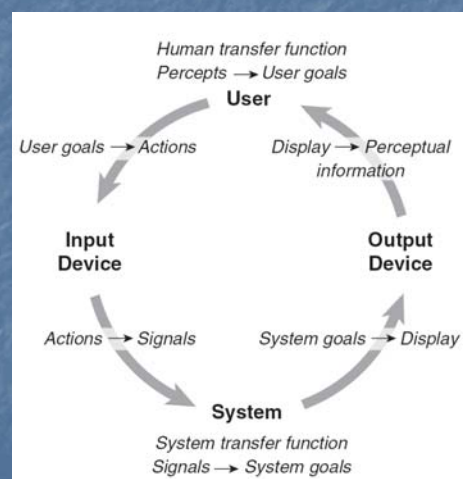 Human transfer function
Percepts → User goals
User
User goals → Actions
Display → Perceptual
information
Input
Device
Output
Device
Actions → Signals
System goals → Display
System
System transfer function
Signals → System goals